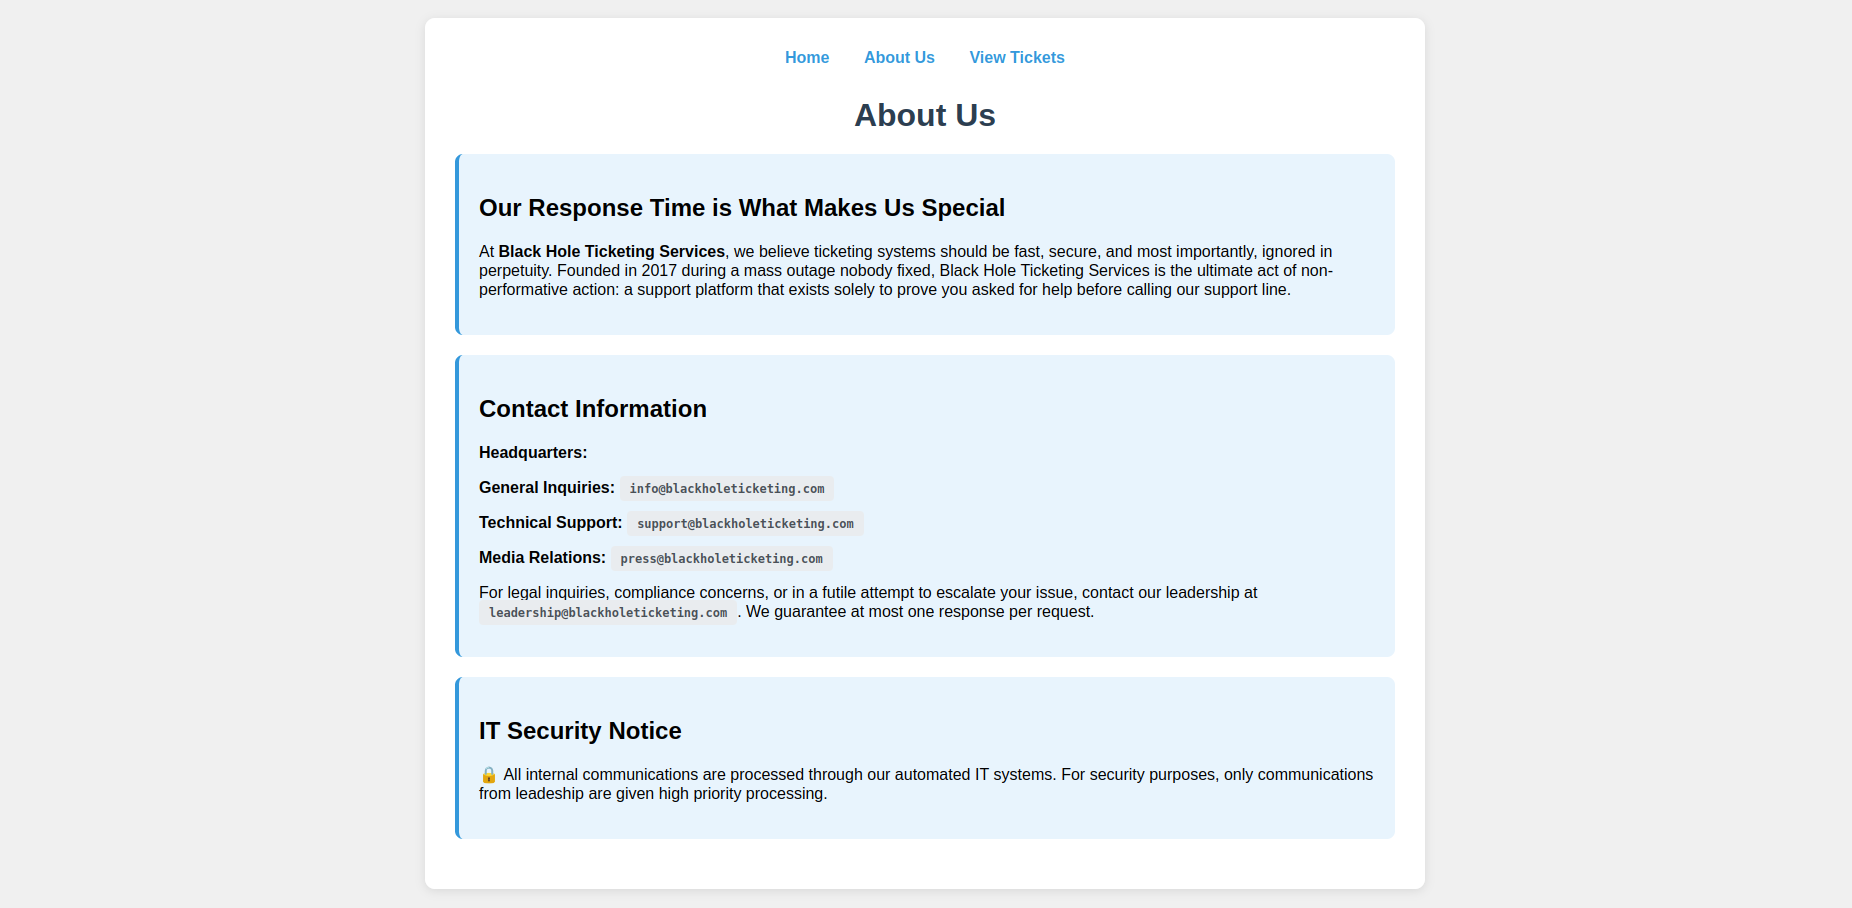 Home About Us View Tickets
About Us
Our Response Time is What Makes Us Special
At Black Hole Ticketing Services, we believe ticketing systems should be fast, secure, and most importantly, ignored in
perpetuity. Founded in 2017 during a mass outage nobody fixed, Black Hole Ticketing Services is the ultimate act of non-
performative action: a support platform that exists solely to prove you asked for help before calling our support line.
Contact Information
Headquarters:
General Inquiries: info@blackholeticketing.com
Technical Support: support@blackholeticketing.com
Media Relations: press@blackholeticketing.com
For legal inquiries, compliance concerns, or in a futile attempt to escalate your issue, contact our leadership at
leadership@blackholeticketing.com . We guarantee at most one response per request.
IT Security Notice
🔒 All internal communications are processed through our automated IT systems. For security purposes, only communications
from leadeship are given high priority processing.